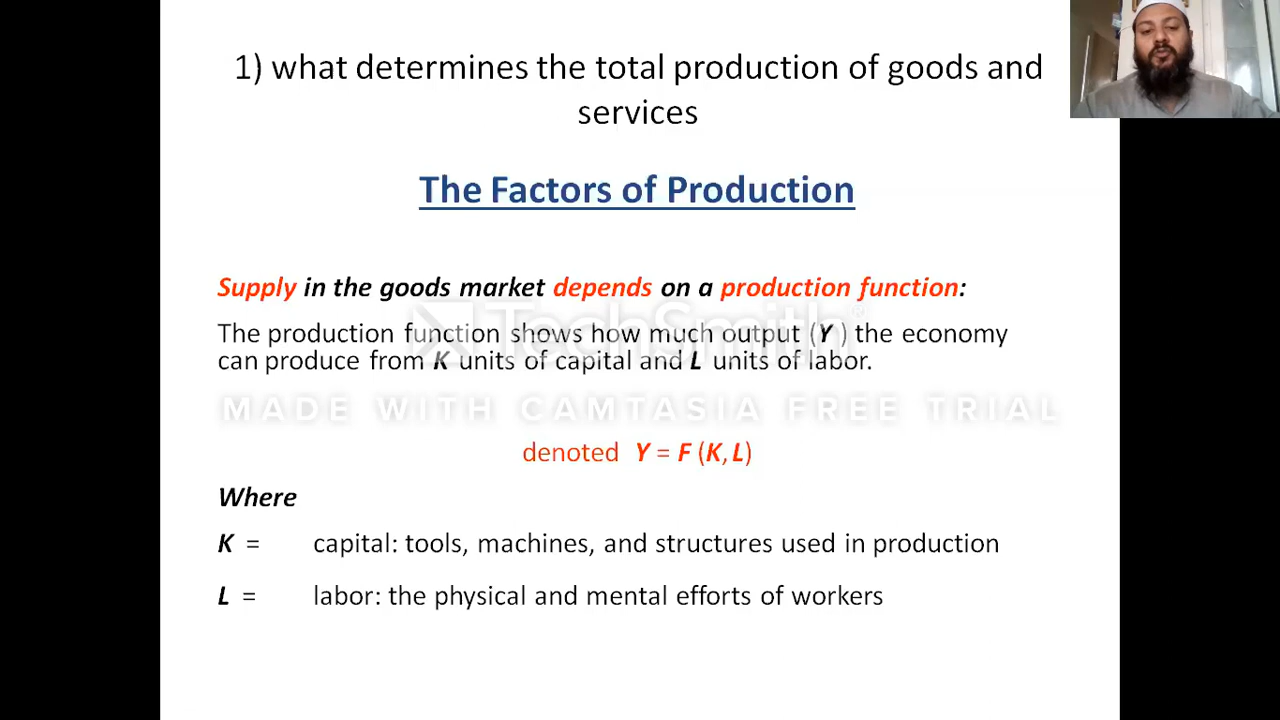 1) what determines the total production of goods and
services
The Factors of Production
Supply in the goods market depends on a production function:
TechSmith®
The production function shows how much output (Y ) the economy
can produce from K units of capital and L units of labor.
MADE WITH CAMTASIA FREE TRIAL
denoted Y = F (K, L)
Where
K = capital: tools, machines, and structures used in production
L = labor: the physical and mental efforts of workers